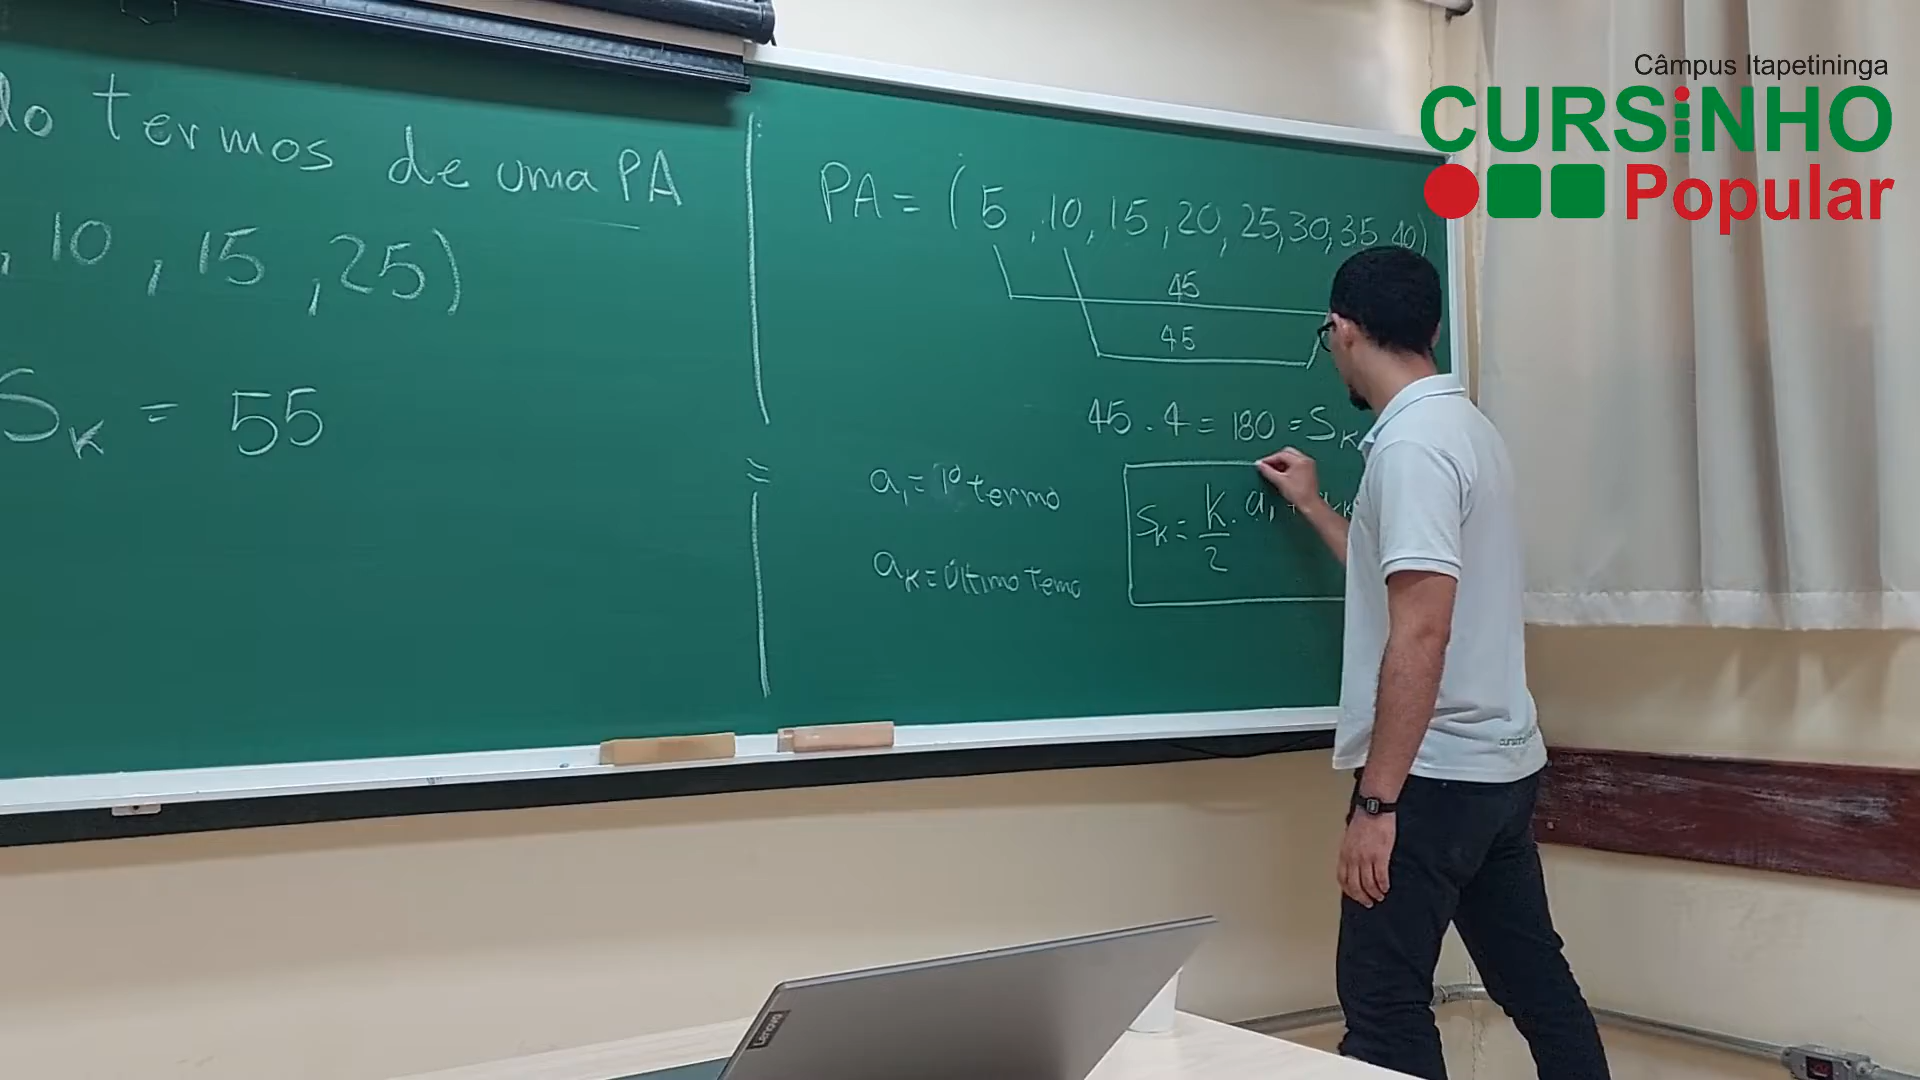 do termos de uma PA
, 10 , 15 , 25)
Sk = 55
PA = ( 5 , 10, 15 , 20, 25, 30, 35, 40)
45
45
45 . 4 = 180 = Sk
a1 = 1º termo
Sk = k/2 . a1 + ak
ak = último temo
Câmpus Itapetininga
CURSiNHO
Popular
Lenovo